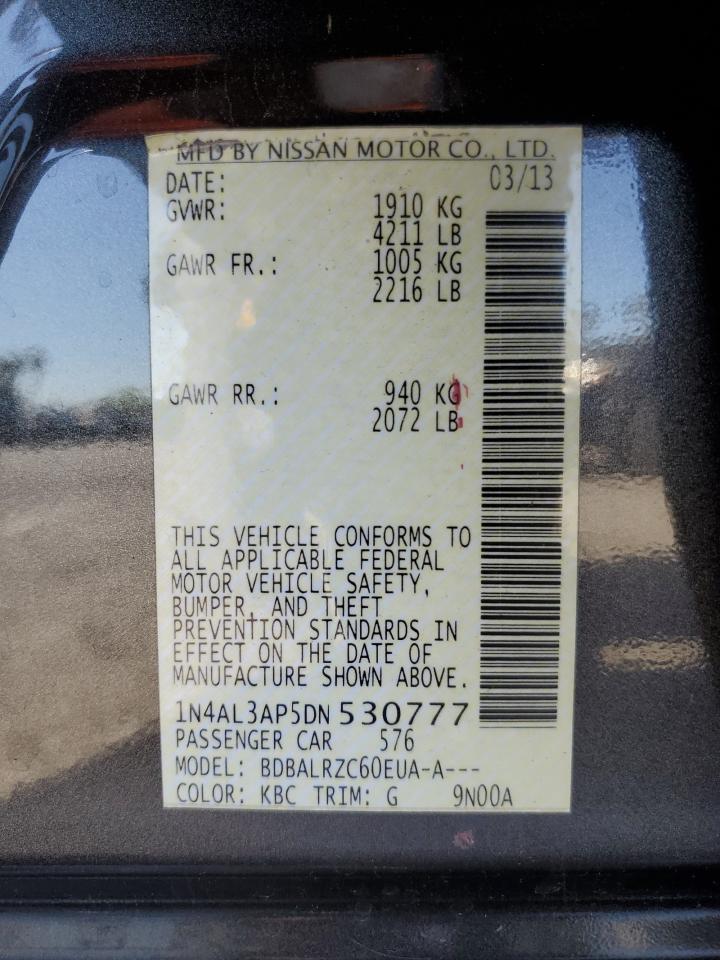 MFD BY NISSAN MOTOR CO., LTD.
DATE: 03/13
GVWR: 1910 KG
4211 LB
GAWR FR.: 1005 KG
2216 LB
GAWR RR.: 940 KG
2072 LB
THIS VEHICLE CONFORMS TO
ALL APPLICABLE FEDERAL
MOTOR VEHICLE SAFETY,
BUMPER, AND THEFT
PREVENTION STANDARDS IN
EFFECT ON THE DATE OF
MANUFACTURE SHOWN ABOVE.
1N4AL3AP5DN530777
PASSENGER CAR 576
MODEL: BDBALRZC60EUA-A---
COLOR: KBC TRIM: G 9N00A